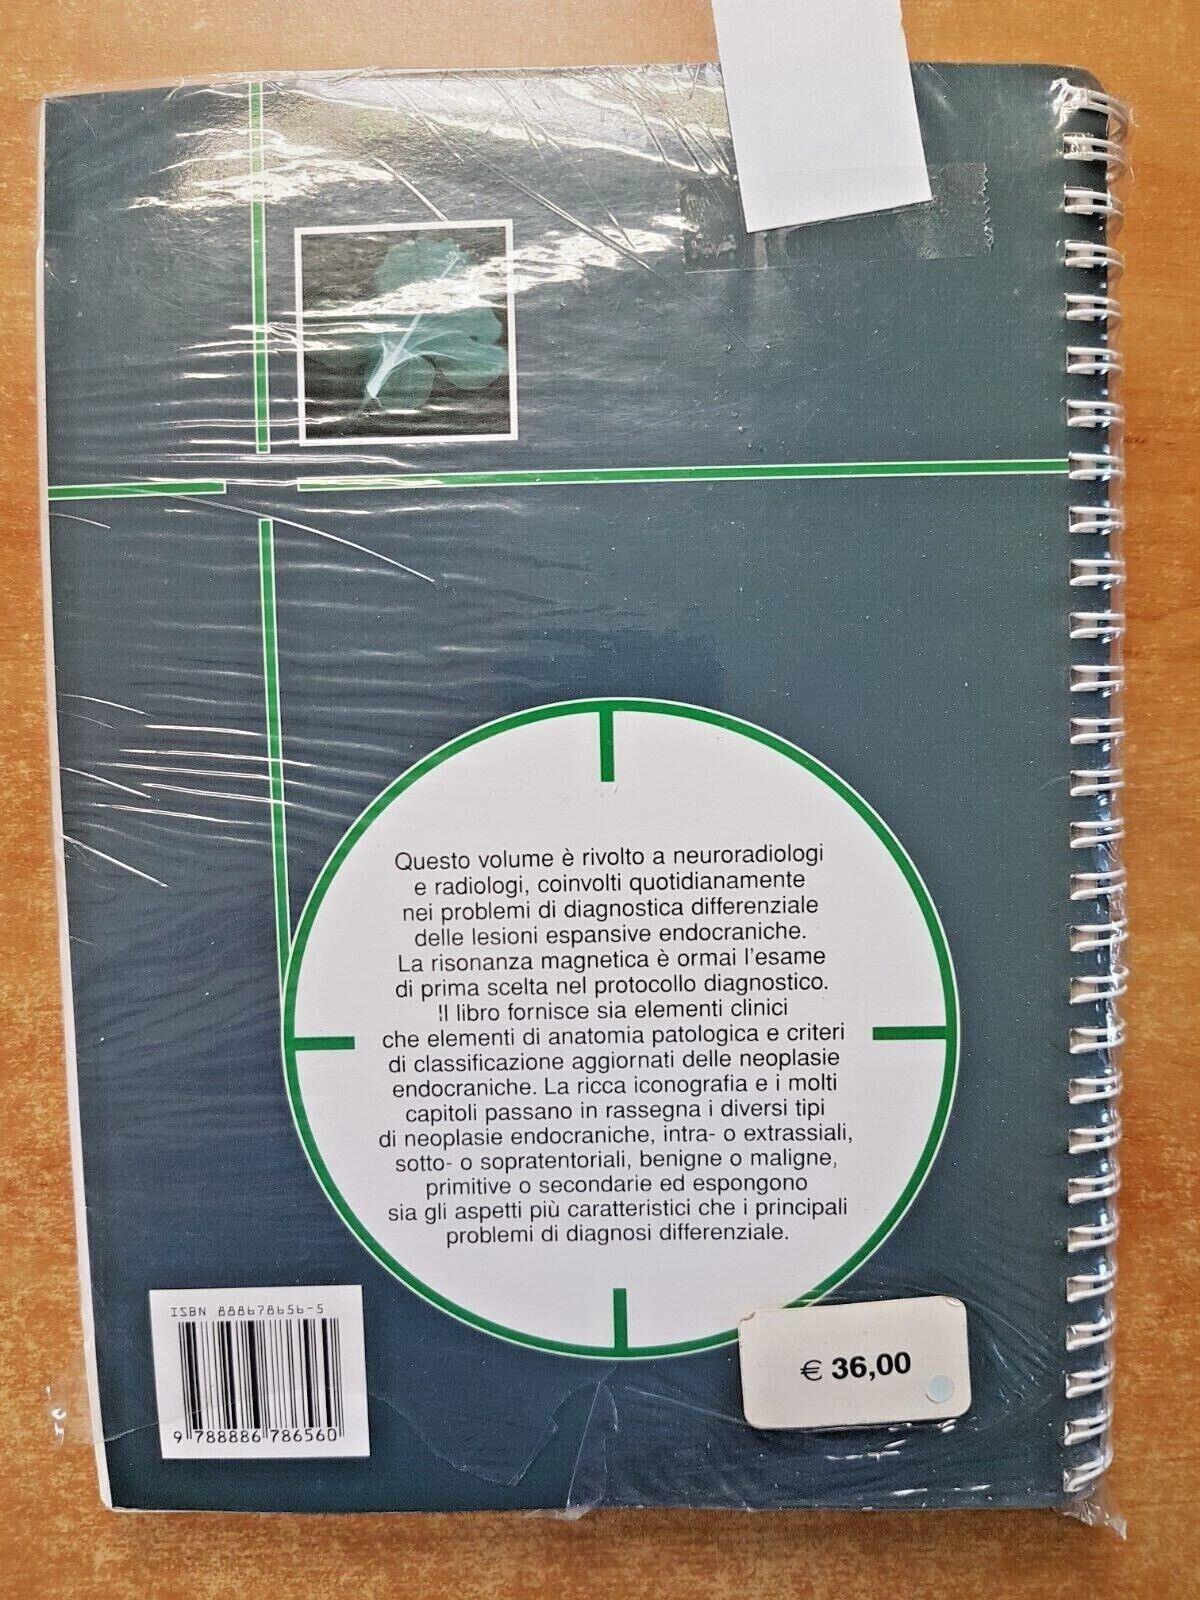 Questo volume è rivolto a neuroradiologi
e radiologi, coinvolti quotidianamente
nei problemi di diagnostica differenziale
delle lesioni espansive endocraniche.
La risonanza magnetica è ormai l'esame
di prima scelta nel protocollo diagnostico.
Il libro fornisce sia elementi clinici
che elementi di anatomia patologica e criteri
di classificazione aggiornati delle neoplasie
endocraniche. La ricca iconografia e i molti
capitoli passano in rassegna i diversi tipi
di neoplasie endocraniche, intra- o extrassiali,
sotto- o sopratentoriali, benigne o maligne,
primitive o secondarie ed espongono
sia gli aspetti più caratteristici che i principali
problemi di diagnosi differenziale.
ISBN 888678656-5
9 788886 786560
€ 36,00